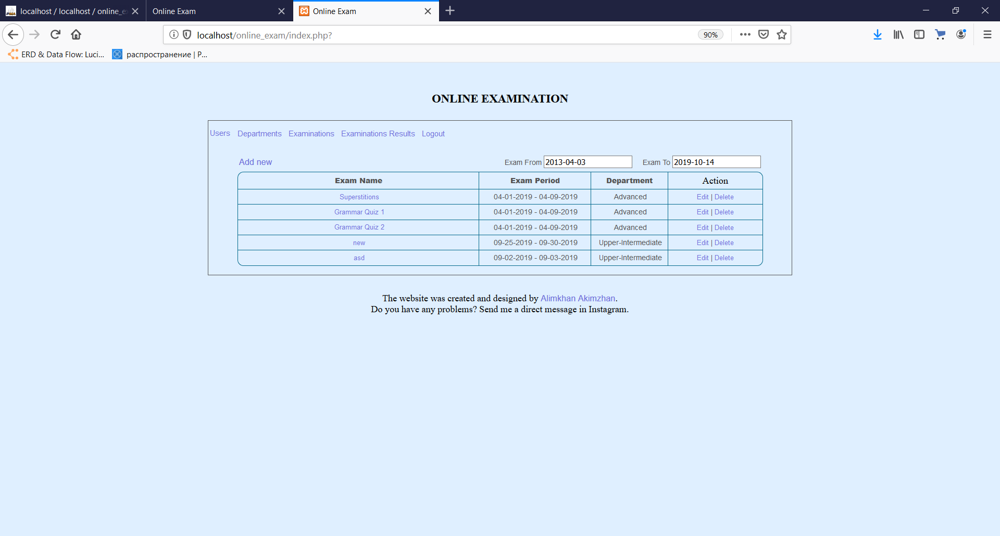 localhost / localhost / online_e
Online Exam
Online Exam
localhost/online_exam/index.php?
90%
ERD & Data Flow: Luci...
распространение | Р...
ONLINE EXAMINATION
Users Departments Examinations Examinations Results Logout
Add new Exam From 2013-04-03 Exam To 2019-10-14
Exam Name Exam Period Department Action
Superstitions 04-01-2019 - 04-09-2019 Advanced Edit | Delete
Grammar Quiz 1 04-01-2019 - 04-09-2019 Advanced Edit | Delete
Grammar Quiz 2 04-01-2019 - 04-09-2019 Advanced Edit | Delete
new 09-25-2019 - 09-30-2019 Upper-Intermediate Edit | Delete
asd 09-02-2019 - 09-03-2019 Upper-Intermediate Edit | Delete
The website was created and designed by Alimkhan Akimzhan.
Do you have any problems? Send me a direct message in Instagram.